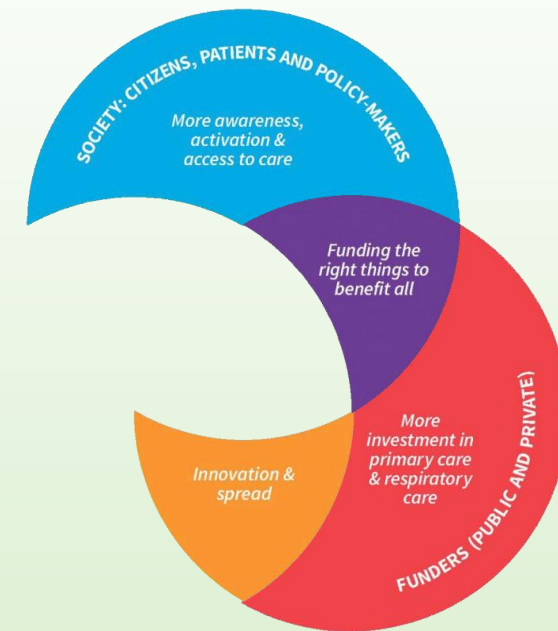 SOCIETY: CITIZENS, PATIENTS AND POLICY-MAKERS
More awareness,
activation &
access to care
Funding the
right things to
benefit all
More
investment in
primary care
& respiratory
care
Innovation &
spread
FUNDERS (PUBLIC AND PRIVATE)